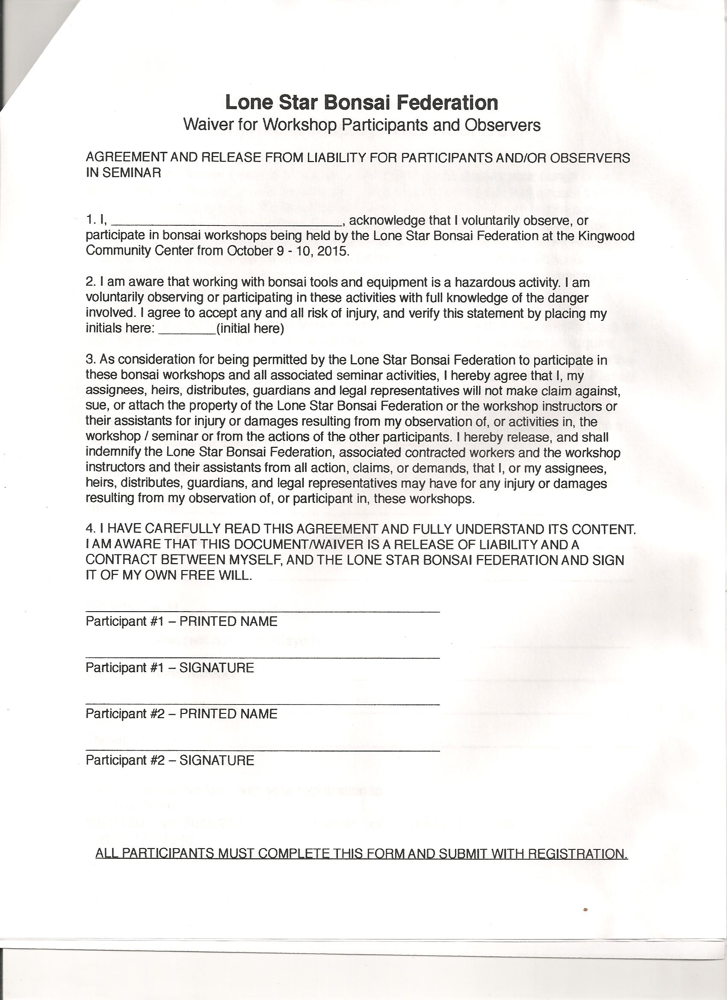 Lone Star Bonsai Federation
Waiver for Workshop Participants and Observers
AGREEMENT AND RELEASE FROM LIABILITY FOR PARTICIPANTS AND/OR OBSERVERS
IN SEMINAR
1. I, ______________________________, acknowledge that I voluntarily observe, or
participate in bonsai workshops being held by the Lone Star Bonsai Federation at the Kingwood
Community Center from October 9 - 10, 2015.
2. I am aware that working with bonsai tools and equipment is a hazardous activity. I am
voluntarily observing or participating in these activities with full knowledge of the danger
involved. I agree to accept any and all risk of injury, and verify this statement by placing my
initials here: ________(initial here)
3. As consideration for being permitted by the Lone Star Bonsai Federation to participate in
these bonsai workshops and all associated seminar activities, I hereby agree that I, my
assignees, heirs, distributes, guardians and legal representatives will not make claim against,
sue, or attach the property of the Lone Star Bonsai Federation or the workshop instructors or
their assistants for injury or damages resulting from my observation of, or activities in, the
workshop / seminar or from the actions of the other participants. I hereby release, and shall
indemnify the Lone Star Bonsai Federation, associated contracted workers and the workshop
instructors and their assistants from all action, claims, or demands, that I, or my assignees,
heirs, distributes, guardians, and legal representatives may have for any injury or damages
resulting from my observation of, or participant in, these workshops.
4. I HAVE CAREFULLY READ THIS AGREEMENT AND FULLY UNDERSTAND ITS CONTENT.
I AM AWARE THAT THIS DOCUMENT/WAIVER IS A RELEASE OF LIABILITY AND A
CONTRACT BETWEEN MYSELF, AND THE LONE STAR BONSAI FEDERATION AND SIGN
IT OF MY OWN FREE WILL.
Participant #1 – PRINTED NAME
Participant #1 – SIGNATURE
Participant #2 – PRINTED NAME
Participant #2 – SIGNATURE
ALL PARTICIPANTS MUST COMPLETE THIS FORM AND SUBMIT WITH REGISTRATION.